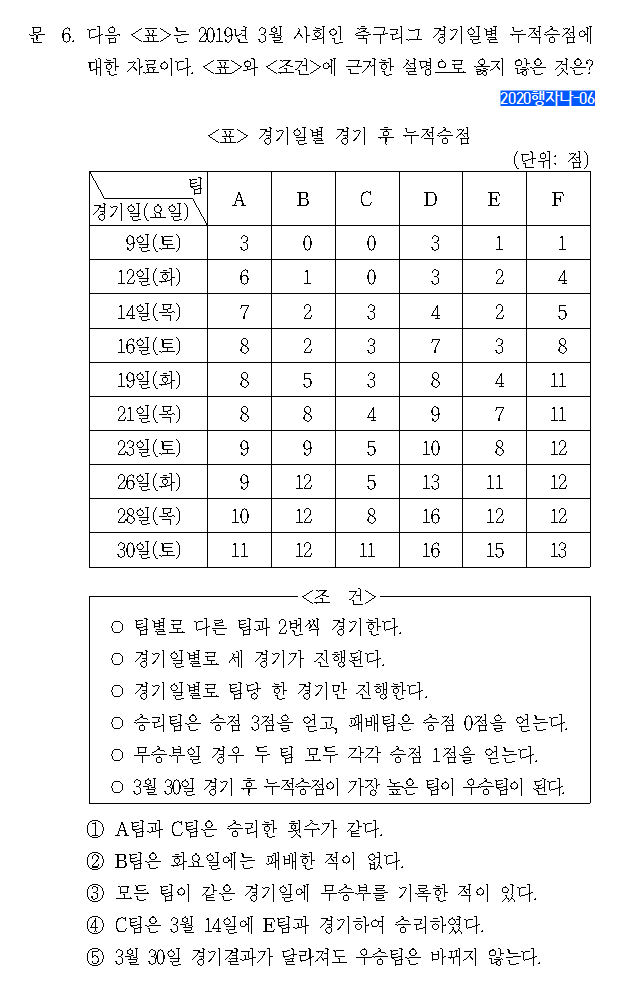 문 6. 다음 <표>는 2019년 3월 사회인 축구리그 경기일별 누적승점에
대한 자료이다. <표>와 <조건>에 근거한 설명으로 옳지 않은 것은?
2020행자나-06
<표> 경기일별 경기 후 누적승점
(단위: 점)
팀 A B C D E F
경기일(요일)
9일(토) 3 0 0 3 1 1
12일(화) 6 1 0 3 2 4
14일(목) 7 2 3 4 2 5
16일(토) 8 2 3 7 3 8
19일(화) 8 5 3 8 4 11
21일(목) 8 8 4 9 7 11
23일(토) 9 9 5 10 8 12
26일(화) 9 12 5 13 11 12
28일(목) 10 12 8 16 12 12
30일(토) 11 12 11 16 15 13
<조 건>
○ 팀별로 다른 팀과 2번씩 경기한다.
○ 경기일별로 세 경기가 진행된다.
○ 경기일별로 팀당 한 경기만 진행한다.
○ 승리팀은 승점 3점을 얻고, 패배팀은 승점 0점을 얻는다.
○ 무승부일 경우 두 팀 모두 각각 승점 1점을 얻는다.
○ 3월 30일 경기 후 누적승점이 가장 높은 팀이 우승팀이 된다.
① A팀과 C팀은 승리한 횟수가 같다.
② B팀은 화요일에는 패배한 적이 없다.
③ 모든 팀이 같은 경기일에 무승부를 기록한 적이 있다.
④ C팀은 3월 14일에 E팀과 경기하여 승리하였다.
⑤ 3월 30일 경기결과가 달라져도 우승팀은 바뀌지 않는다.